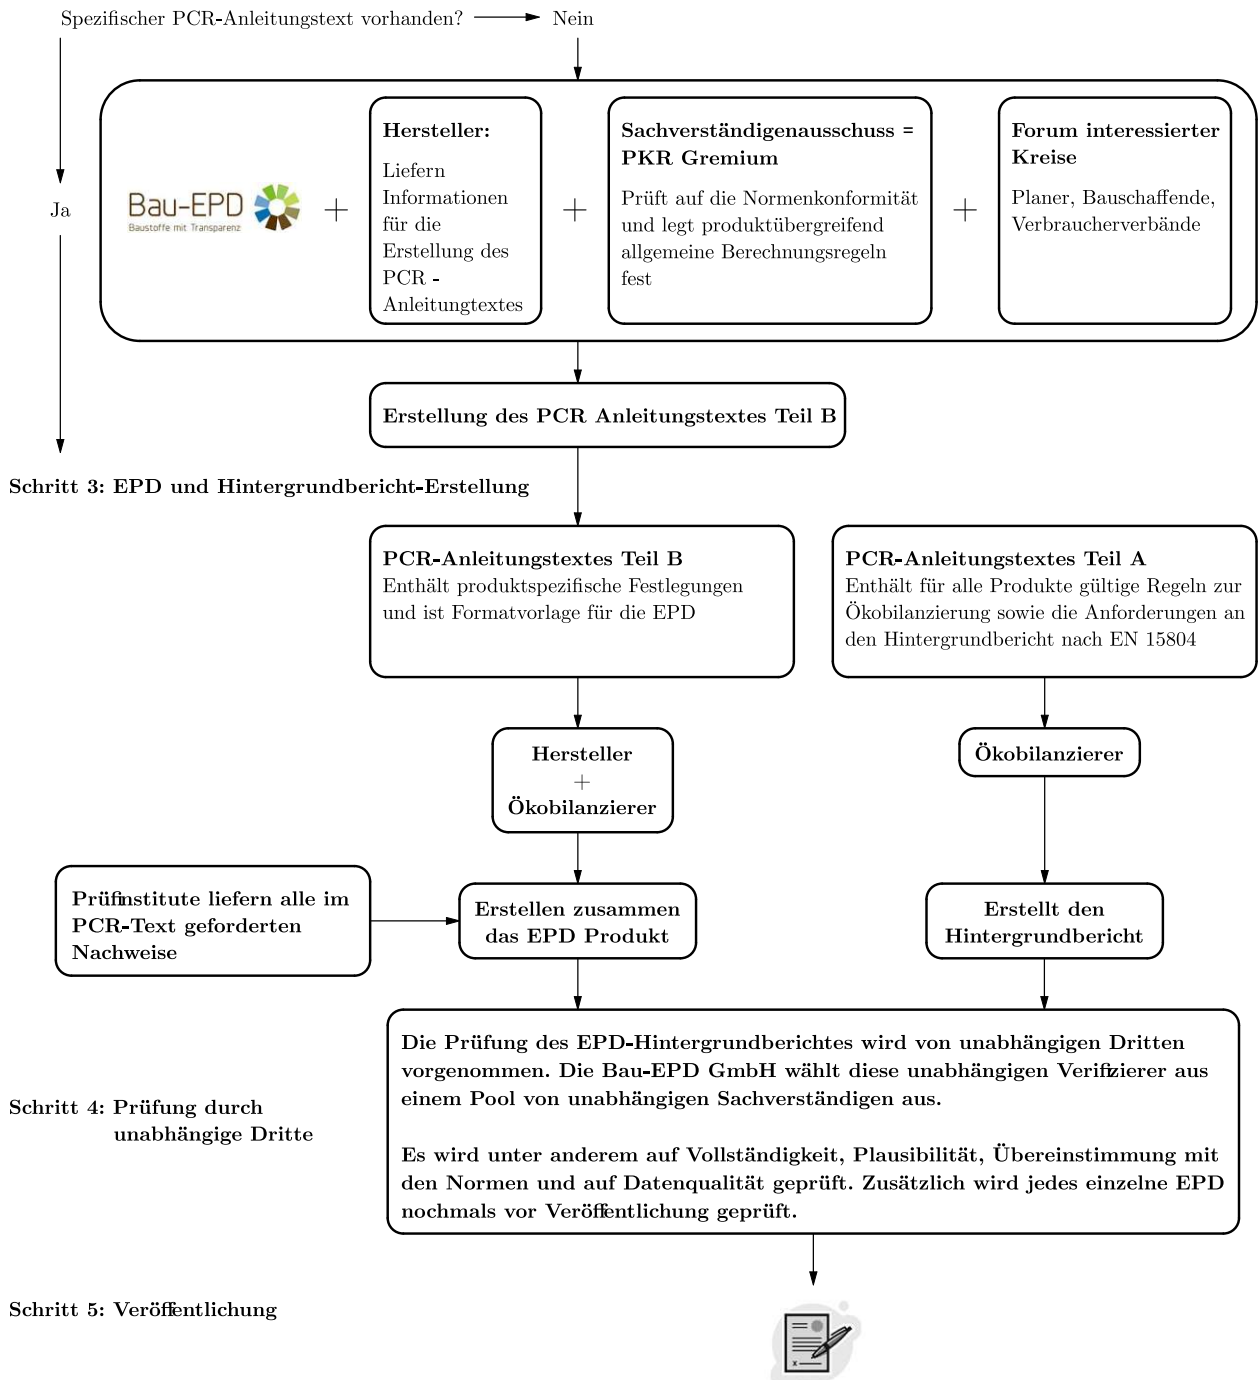 Spezifischer PCR-Anleitungstext vorhanden? Nein
Ja
Bau-EPD
Baustoffe mit Transparenz
+
Hersteller:
Liefern
Informationen
für die
Erstellung des
PCR -
Anleitungtextes
+
Sachverständigenausschuss =
PKR Gremium
Prüft auf die Normenkonformität
und legt produktübergreifend
allgemeine Berechnungsregeln
fest
+
Forum interessierter
Kreise
Planer, Bauschaffende,
Verbraucherverbände
Erstellung des PCR Anleitungstextes Teil B
Schritt 3: EPD und Hintergrundbericht-Erstellung
PCR-Anleitungstextes Teil B
Enthält produktspezifische Festlegungen
und ist Formatvorlage für die EPD
PCR-Anleitungstextes Teil A
Enthält für alle Produkte gültige Regeln zur
Ökobilanzierung sowie die Anforderungen an
den Hintergrundbericht nach EN 15804
Hersteller
+
Ökobilanzierer
Ökobilanzierer
Prüfinstitute liefern alle im
PCR-Text geforderten
Nachweise
Erstellen zusammen
das EPD Produkt
Erstellt den
Hintergrundbericht
Schritt 4: Prüfung durch
unabhängige Dritte
Die Prüfung des EPD-Hintergrundberichtes wird von unabhängigen Dritten
vorgenommen. Die Bau-EPD GmbH wählt diese unabhängigen Verifizierer aus
einem Pool von unabhängigen Sachverständigen aus.
Es wird unter anderem auf Vollständigkeit, Plausibilität, Übereinstimmung mit
den Normen und auf Datenqualität geprüft. Zusätzlich wird jedes einzelne EPD
nochmals vor Veröffentlichung geprüft.
Schritt 5: Veröffentlichung
x